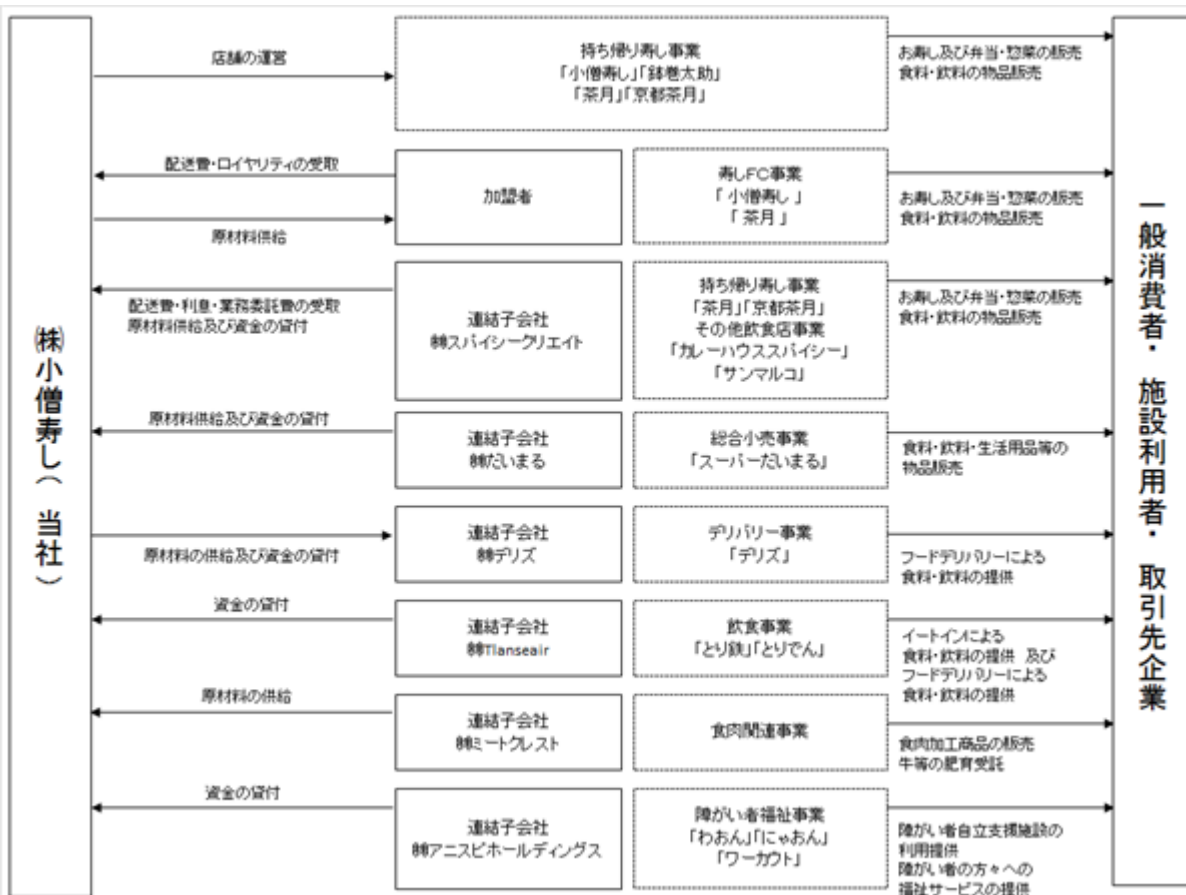 ㈱小僧寿し（当社）
店舗の運営
持ち帰り寿し事業
「小僧寿し」「鉢巻太助」
「茶月」「京都茶月」
お寿し及び弁当・惣菜の販売
食料・飲料の物品販売
配送費・ロイヤリティの受取
原材料供給
加盟者
寿しFC事業
「 小僧寿し 」
「 茶月 」
お寿し及び弁当・惣菜の販売
食料・飲料の物品販売
配送費・利息・業務委託費の受取
原材料供給及び資金の貸付
連結子会社
㈱スパイシークリエイト
持ち帰り寿し事業
「茶月」「京都茶月」
その他飲食店事業
「カレーハウススパイシー」
「サンマルコ」
お寿し及び弁当・惣菜の販売
食料・飲料の物品販売
原材料供給及び資金の貸付
連結子会社
㈱だいまる
総合小売事業
「スーパーだいまる」
食料・飲料・生活用品等の
物品販売
原材料の供給及び資金の貸付
連結子会社
㈱デリズ
デリバリー事業
「デリズ」
フードデリバリーによる
食料・飲料の提供
資金の貸付
連結子会社
㈱Tlanseair
飲食事業
「とり鉄」「とりでん」
イートインによる
食料・飲料の提供 及び
フードデリバリーによる
食料・飲料の提供
原材料の供給
連結子会社
㈱ミートクレスト
食肉関連事業
食肉加工商品の販売
牛等の肥育受託
資金の貸付
連結子会社
㈱アニスピホールディングス
障がい者福祉事業
「わおん」「にゃおん」
「ワーカウト」
障がい者自立支援施設の
利用提供
障がい者の方々への
福祉サービスの提供
一般消費者・施設利用者・取引先企業